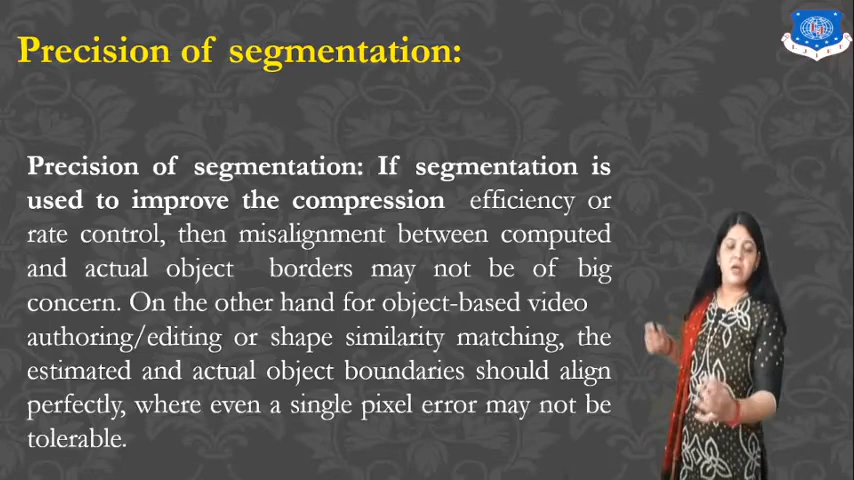 Precision of segmentation:
Precision of segmentation: If segmentation is
used to improve the compression efficiency or
rate control, then misalignment between computed
and actual object borders may not be of big
concern. On the other hand for object-based video
authoring/editing or shape similarity matching, the
estimated and actual object boundaries should align
perfectly, where even a single pixel error may not be
tolerable.